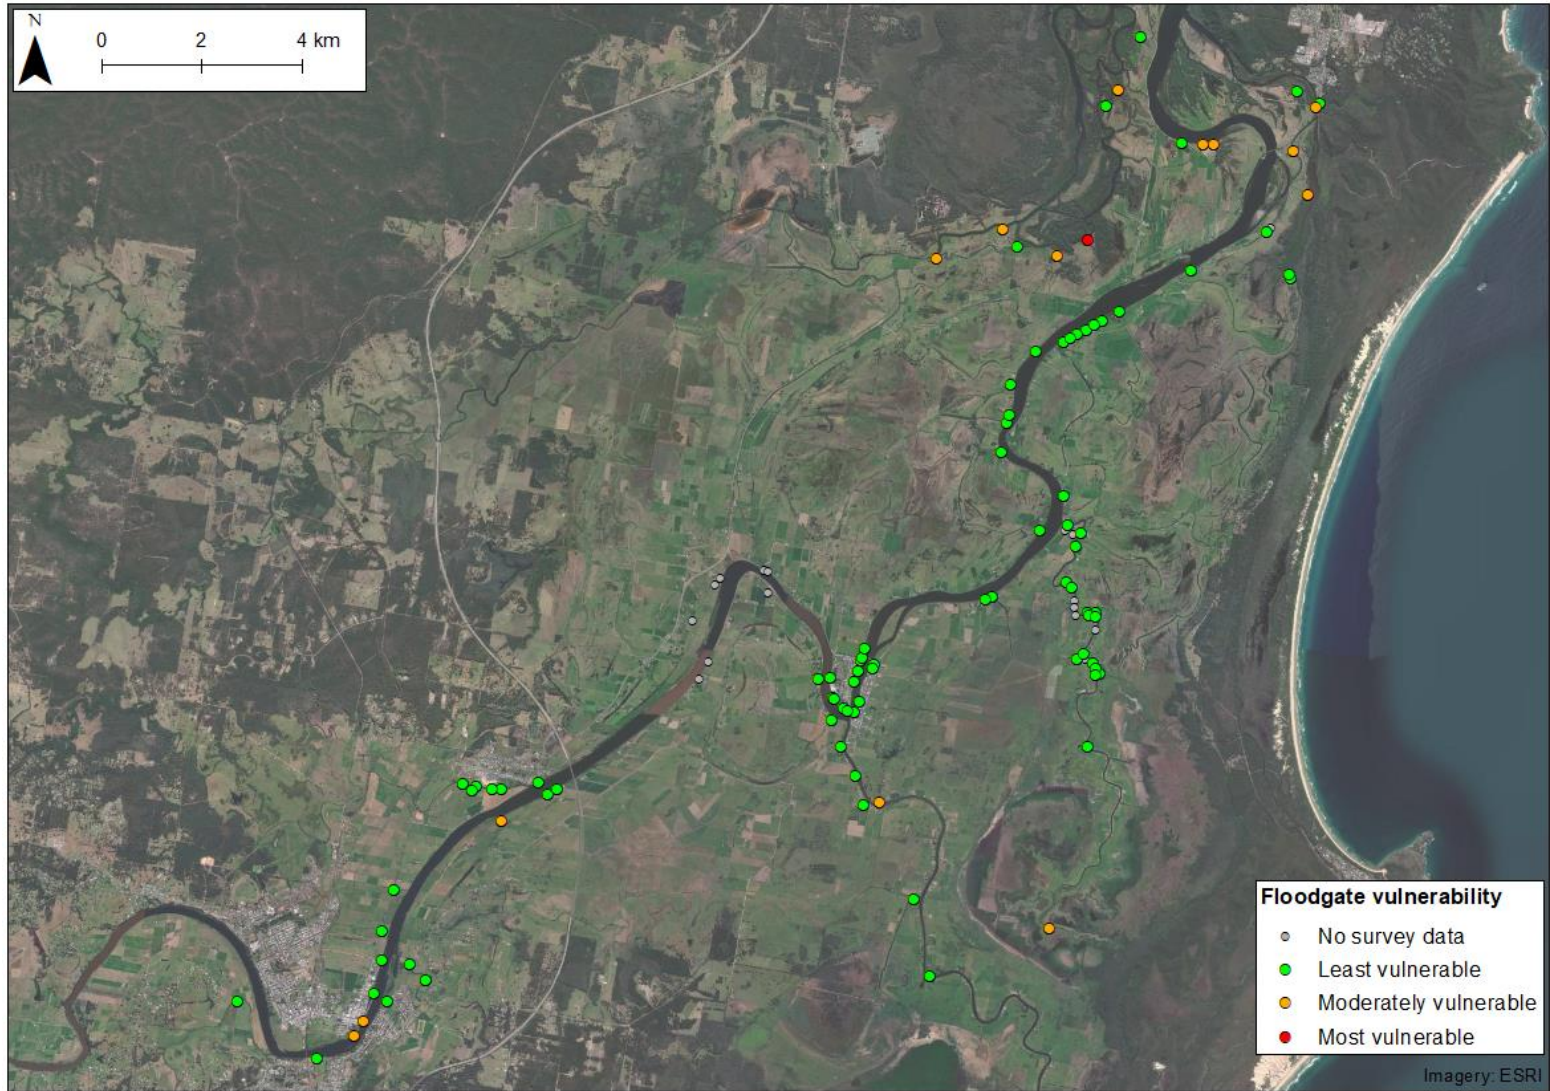 N
0 2 4 km
Floodgate vulnerability
No survey data
Least vulnerable
Moderately vulnerable
Most vulnerable
Imagery: ESRI